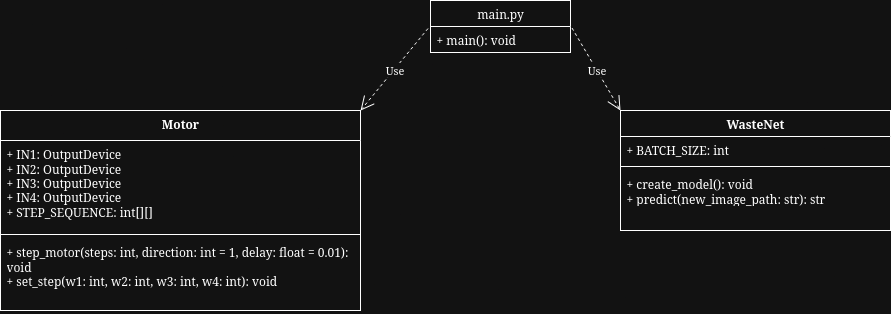 main.py
+ main(): void
Use
Use
Motor
+ IN1: OutputDevice
+ IN2: OutputDevice
+ IN3: OutputDevice
+ IN4: OutputDevice
+ STEP_SEQUENCE: int[][]
+ step_motor(steps: int, direction: int = 1, delay: float = 0.01):
void
+ set_step(w1: int, w2: int, w3: int, w4: int): void
WasteNet
+ BATCH_SIZE: int
+ create_model(): void
+ predict(new_image_path: str): str